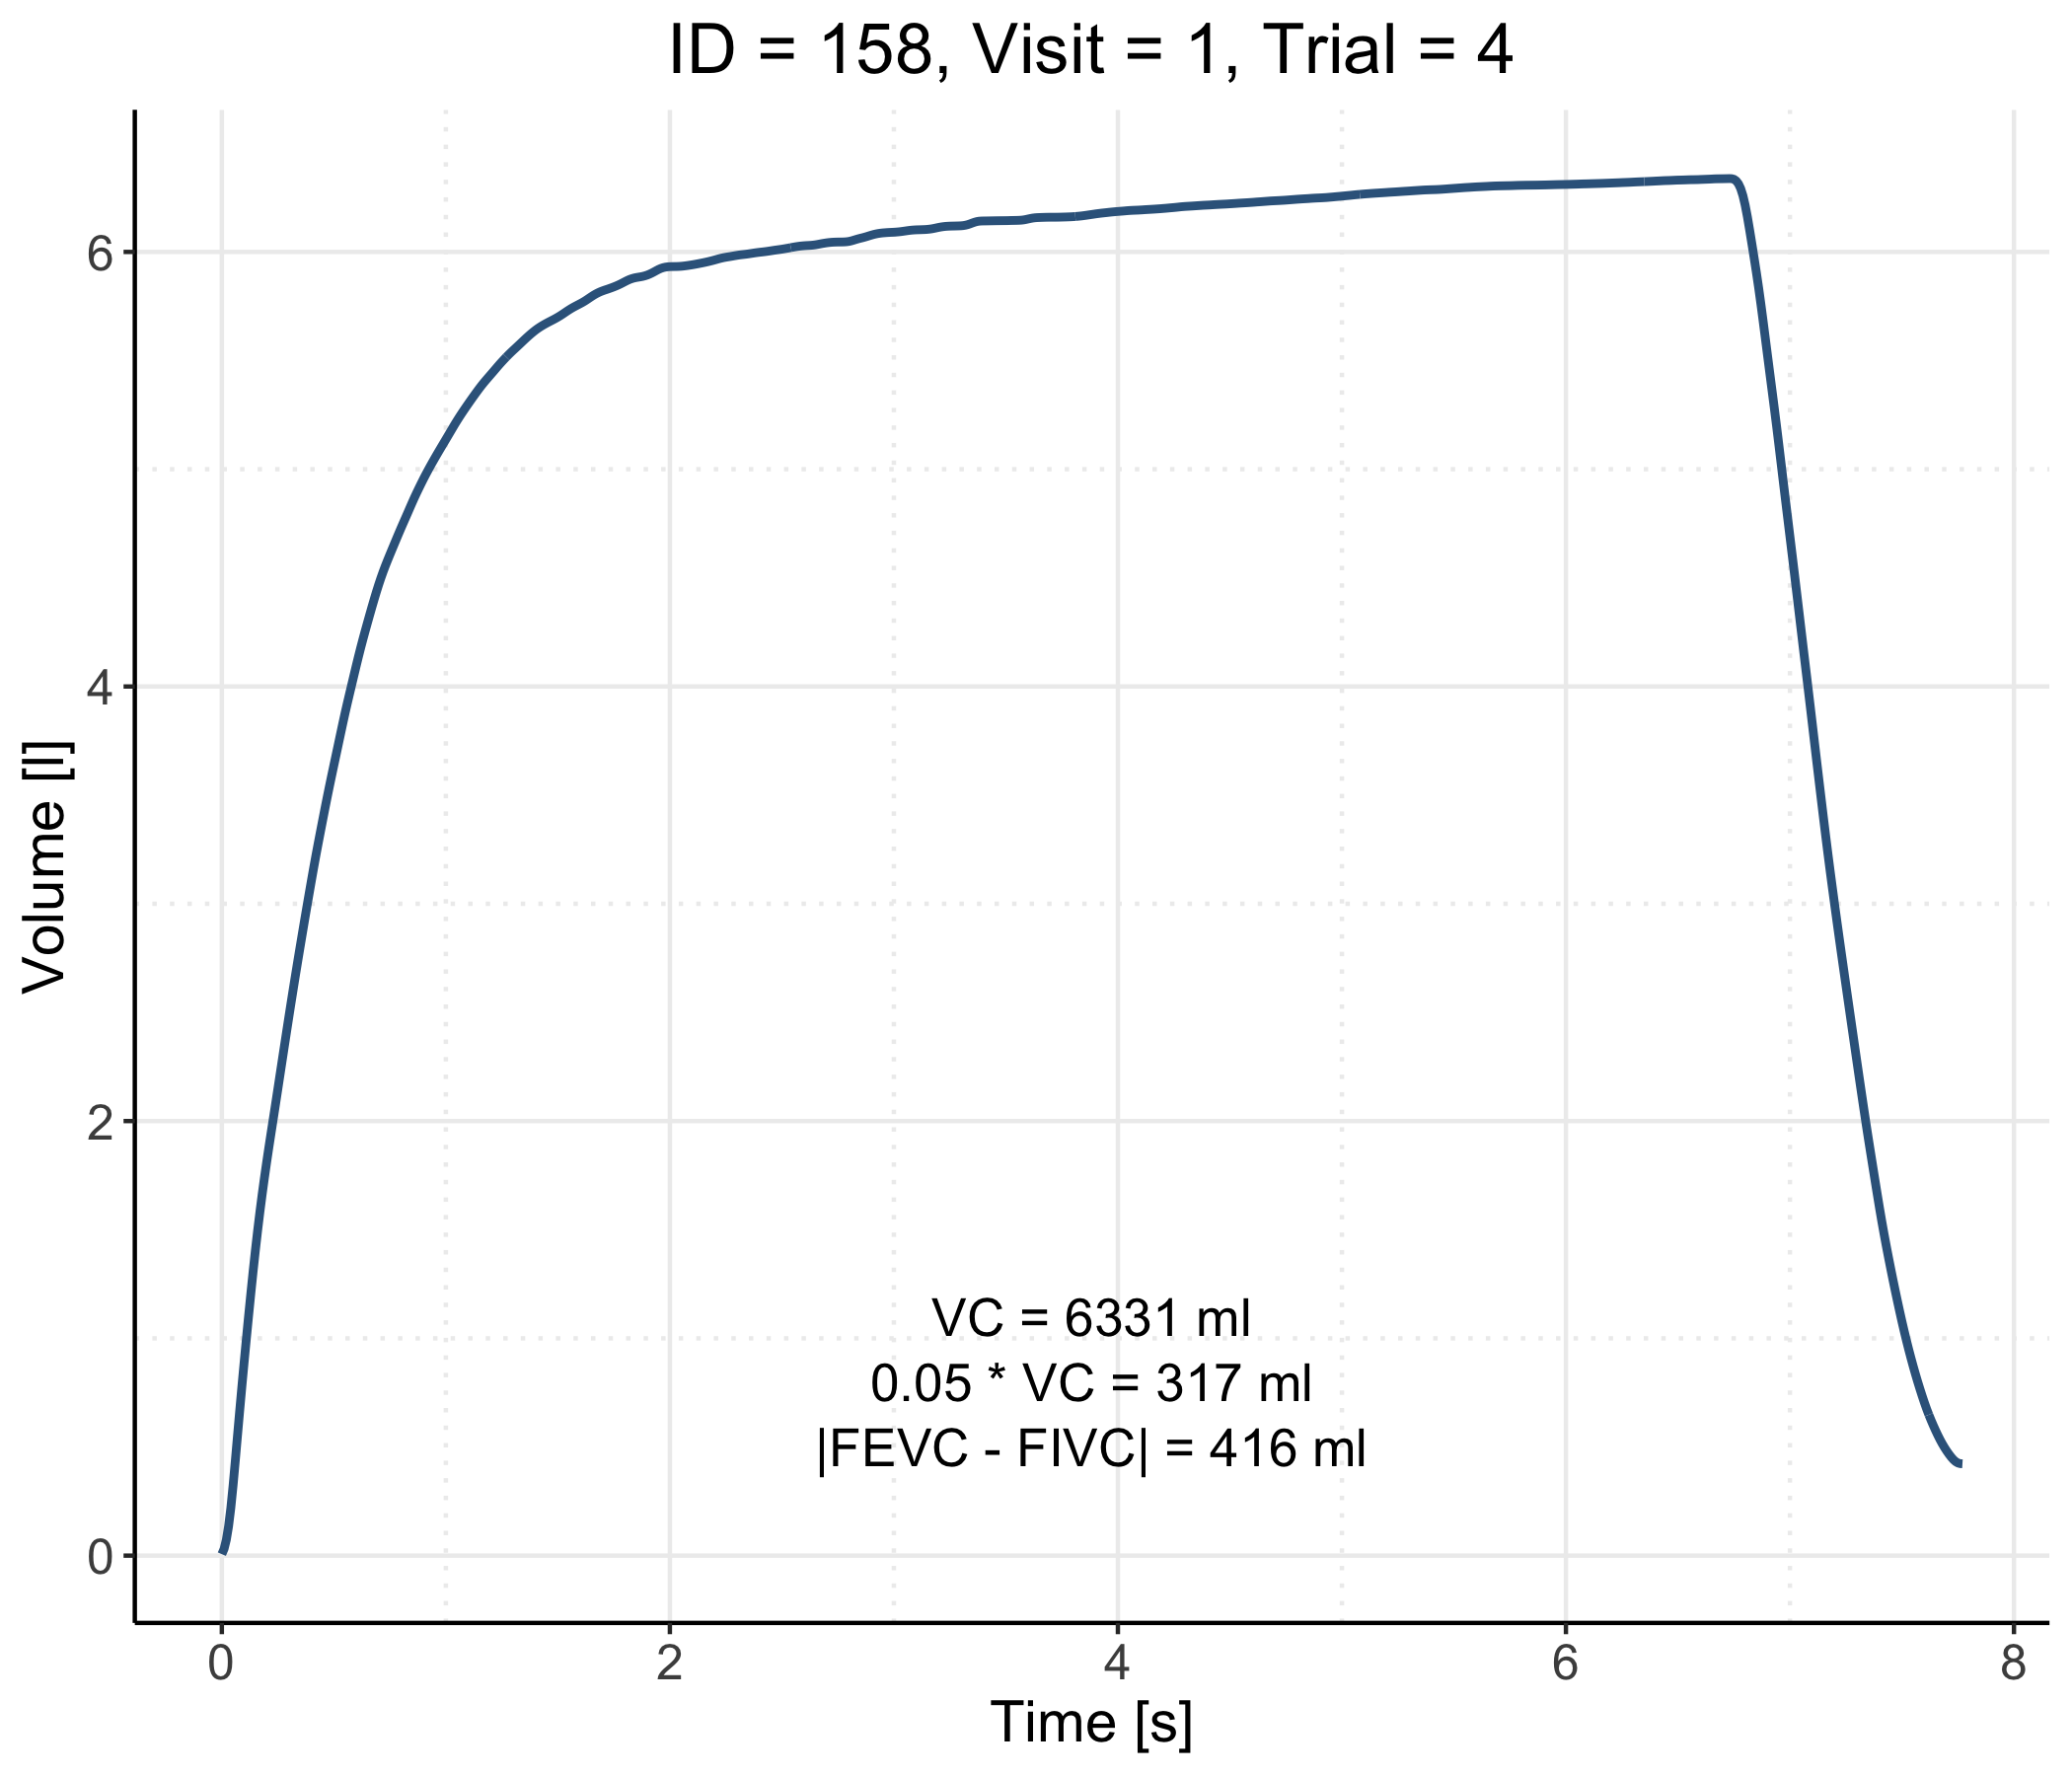 ID = 158, Visit = 1, Trial = 4
Volume [l]
6
4
2
0
VC = 6331 ml
0.05 * VC = 317 ml
|FEVC - FIVC| = 416 ml
0 2 4 6 8
Time [s]